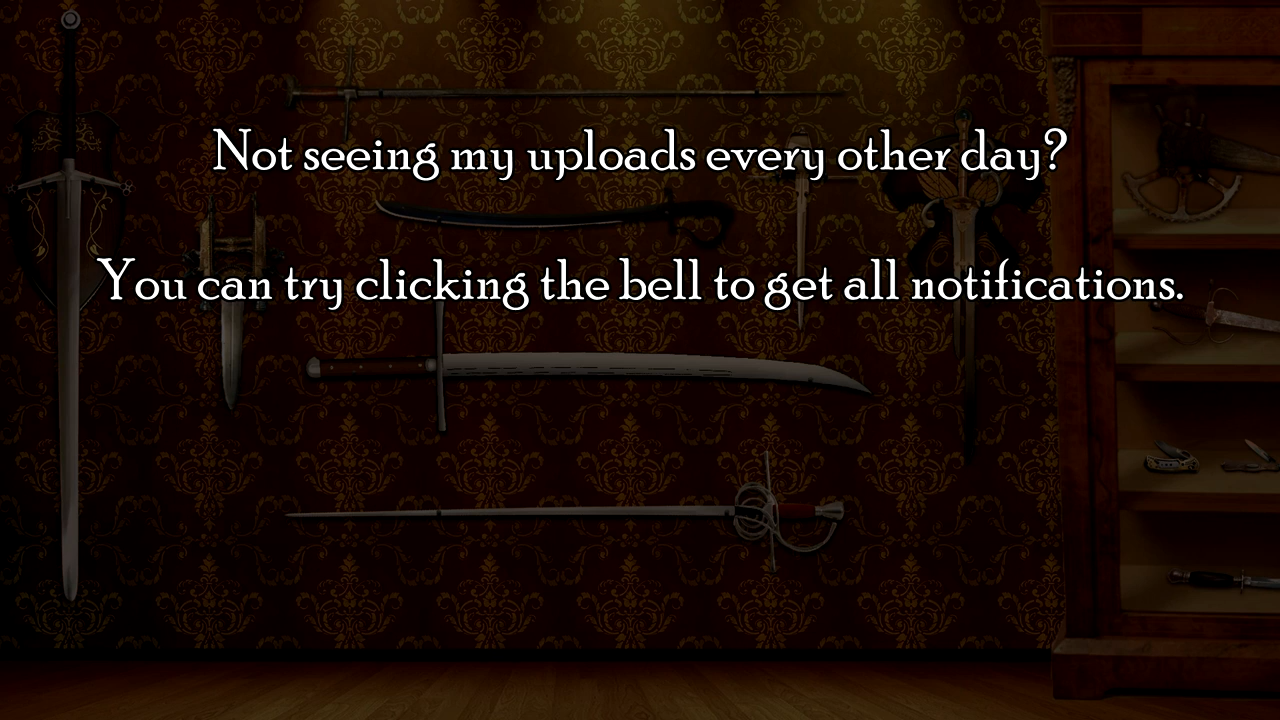 Not seeing my uploads every other day?
You can try clicking the bell to get all notifications.